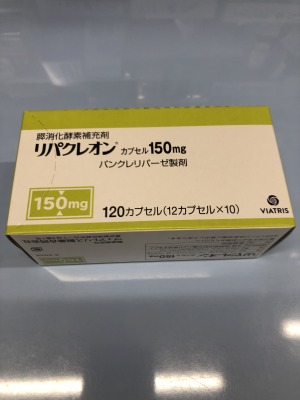 膵消化酵素補充剤
リパクレオン® カプセル150mg
パンクレリパーゼ製剤
150mg
120カプセル(12カプセル×10)
VIATRIS